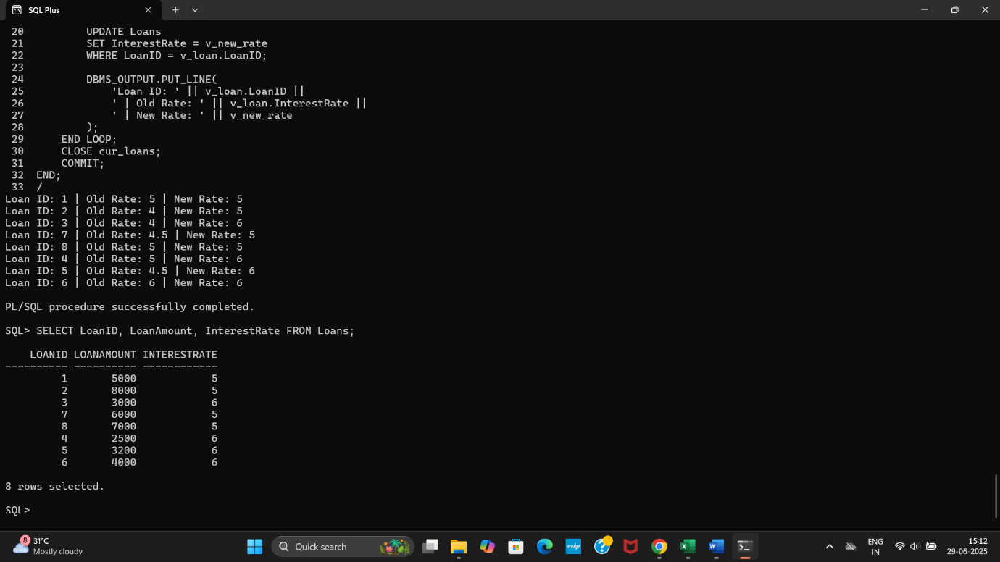 SQL Plus
20          UPDATE Loans
21          SET InterestRate = v_new_rate
22          WHERE LoanID = v_loan.LoanID;
23
24          DBMS_OUTPUT.PUT_LINE(
25              'Loan ID: ' || v_loan.LoanID ||
26              ' | Old Rate: ' || v_loan.InterestRate ||
27              ' | New Rate: ' || v_new_rate
28          );
29      END LOOP;
30      CLOSE cur_loans;
31      COMMIT;
32  END;
33  /
Loan ID: 1 | Old Rate: 5 | New Rate: 5
Loan ID: 2 | Old Rate: 4 | New Rate: 5
Loan ID: 3 | Old Rate: 4 | New Rate: 6
Loan ID: 7 | Old Rate: 4.5 | New Rate: 5
Loan ID: 8 | Old Rate: 5 | New Rate: 5
Loan ID: 4 | Old Rate: 5 | New Rate: 6
Loan ID: 5 | Old Rate: 4.5 | New Rate: 6
Loan ID: 6 | Old Rate: 6 | New Rate: 6
PL/SQL procedure successfully completed.
SQL> SELECT LoanID, LoanAmount, InterestRate FROM Loans;
    LOANID LOANAMOUNT INTERESTRATE
---------- ---------- ------------
         1       5000            5
         2       8000            5
         3       3000            6
         7       6000            5
         8       7000            5
         4       2500            6
         5       3200            6
         6       4000            6
8 rows selected.
SQL>
8
31°C
Mostly cloudy
Quick search
myhp
ENG
IN
15:12
29-06-2025